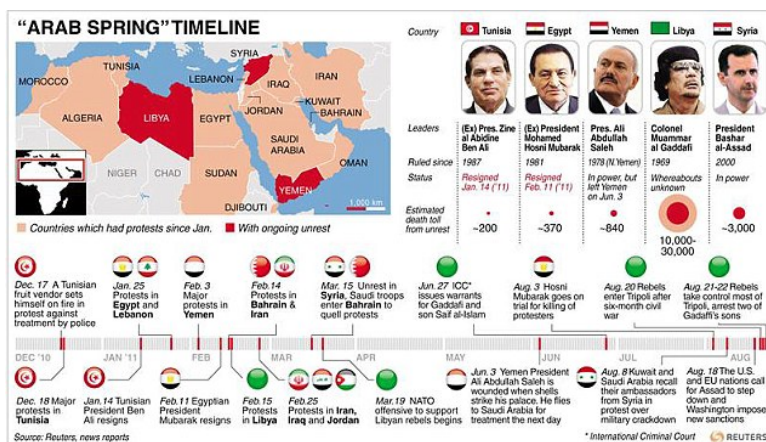 “ARAB SPRING” TIMELINE
MOROCCO
TUNISIA
ALGERIA
LIBYA
NIGER
CHAD
EGYPT
SUDAN
DJIBOUTI
SYRIA
LEBANON
IRAQ
IRAN
KUWAIT
BAHRAIN
JORDAN
SAUDI
ARABIA
OMAN
YEMEN
1,000 km
Countries which had protests since Jan.
With ongoing unrest
Country
Tunisia
Egypt
Yemen
Libya
Syria
Leaders
(Ex) Pres. Zine
al Abidine
Ben Ali
(Ex) President
Mohamed
Hosni Mubarak
Pres. Ali
Abdullah
Saleh
Colonel
Muammar
al Gaddafi
President
Bashar
al-Assad
Ruled since
1987
1981
1978 (N.Yemen)
1969
2000
Status
Resigned
Jan. 14 (’11)
Resigned
Feb. 11 (’11)
In power, but
left Yemen
on Jun. 3
Whereabouts
unknown
In power
Estimated
death toll
from unrest
~200
~370
~840
10,000-
30,000
~3,000
Dec. 17 A Tunisian
fruit vendor sets
himself on fire in
protest against
treatment by police
Jan. 25
Protests in
Egypt and
Lebanon
Feb. 3
Major
protests in
Yemen
Feb.14
Protests in
Bahrain &
Iran
Mar. 15 Unrest in
Syria, Saudi troops
enter Bahrain to
quell protests
Jun. 27 ICC*
issues warrants
for Gaddafi and
son Saif al-Islam
Aug. 3 Hosni
Mubarak goes on
trial for killing of
protesters
Aug. 20 Rebels
enter Tripoli after
six-month civil
war
Aug. 21-22 Rebels
take control most of
Tripoli, arrest two of
Gadaffi’s sons
DEC ’10
JAN ’11
FEB
MAR
APR
MAY
JUN
JUL
AUG
Dec. 18 Major
protests in
Tunisia
Jan.14 Tunisian
President Ben
Ali resigns
Feb.11 Egyptian
President
Mubarak resigns
Feb.15
Protests
in Libya
Feb.25
Protests in Iran,
Iraq and Jordan
Mar.19 NATO
offensive to support
Libyan rebels begins
Jun. 3 Yemen President
Ali Abdullah Saleh is
wounded when shells
strike his palace. He flies
to Saudi Arabia for
treatment the next day
Aug. 8 Kuwait and
Saudi Arabia recall
their ambassadors
from Syria in
protest over
military crackdown
Aug. 18 The U.S.
and EU nations call
for Assad to step
down and
Washington impose
new sanctions
Source: Reuters, news reports
* International Criminal Court
REUTERS